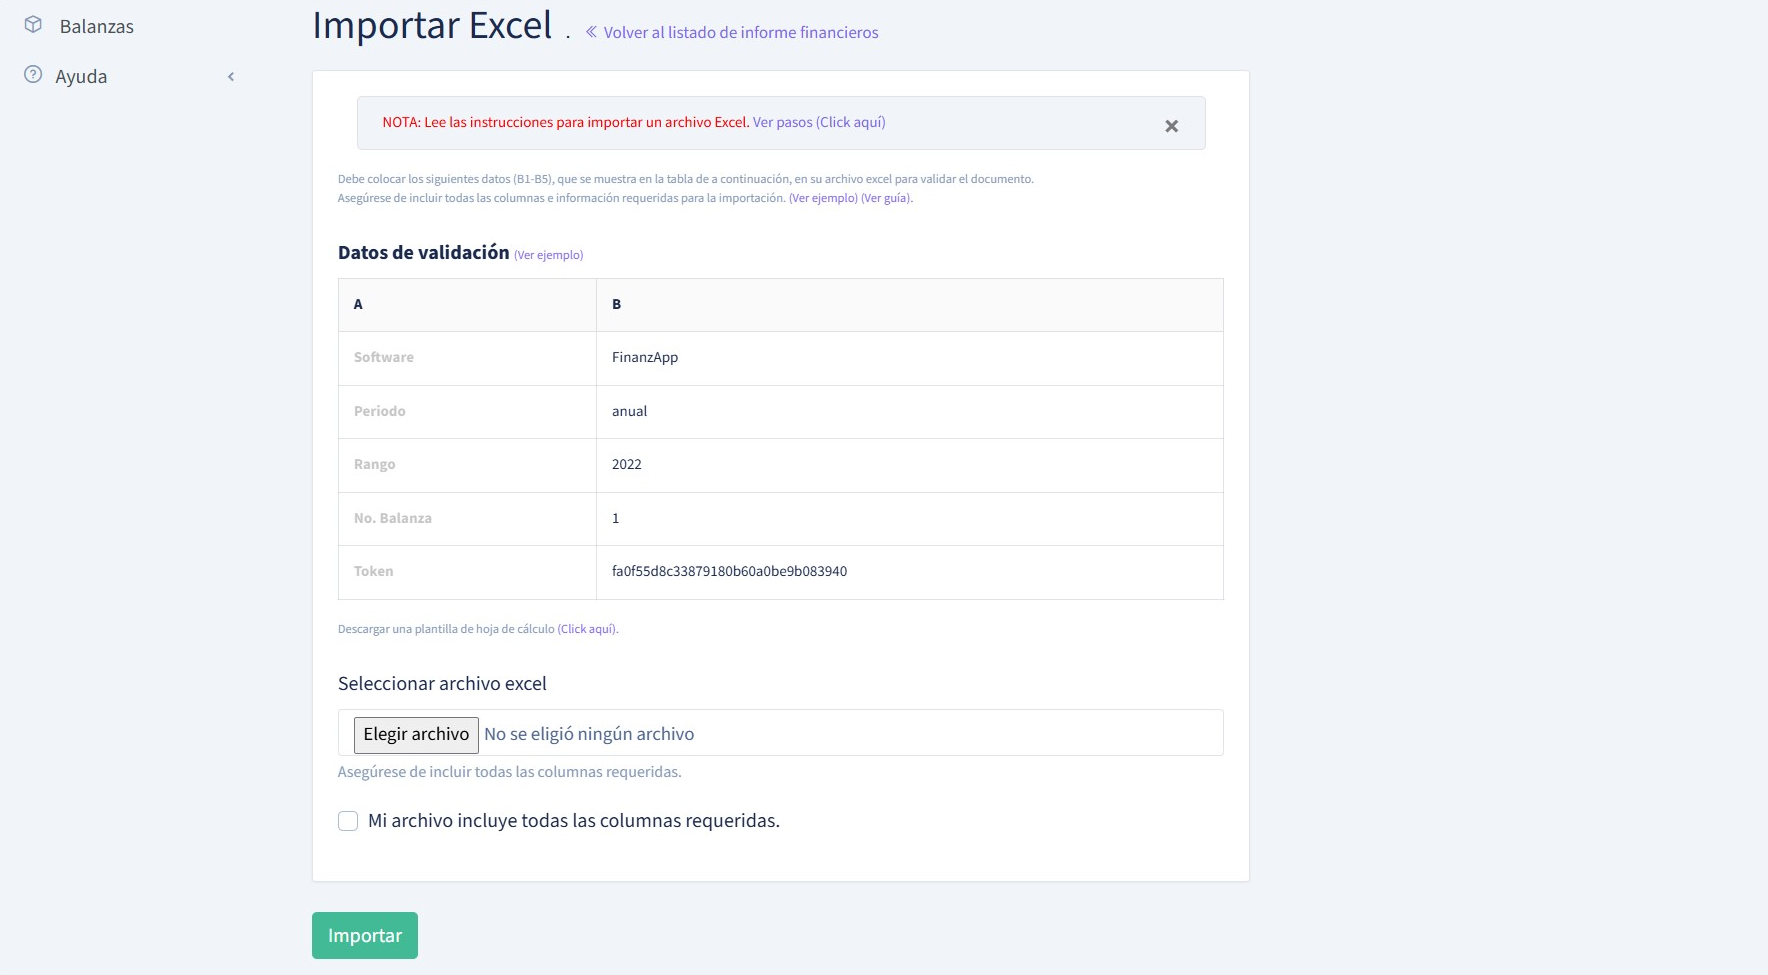 Balanzas
Ayuda
Importar Excel . « Volver al listado de informe financieros
NOTA: Lee las instrucciones para importar un archivo Excel. Ver pasos (Click aquí)
Debe colocar los siguientes datos (B1-B5), que se muestra en la tabla de a continuación, en su archivo excel para validar el documento.
Asegúrese de incluir todas las columnas e información requeridas para la importación. (Ver ejemplo) (Ver guía).
Datos de validación (Ver ejemplo)
A B
Software FinanzApp
Periodo anual
Rango 2022
No. Balanza 1
Token fa0f55d8c33879180b60a0be9b083940
Descargar una plantilla de hoja de cálculo (Click aquí).
Seleccionar archivo excel
Elegir archivo No se eligió ningún archivo
Asegúrese de incluir todas las columnas requeridas.
Mi archivo incluye todas las columnas requeridas.
Importar